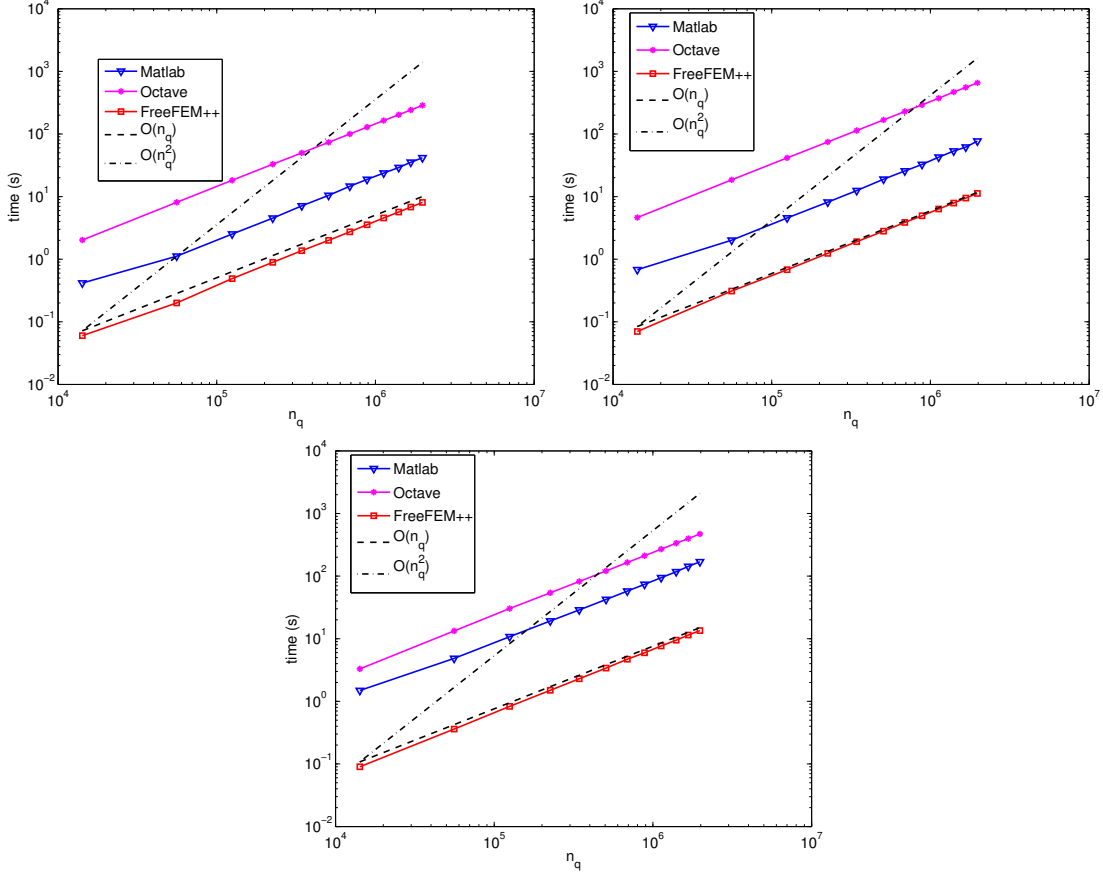 10^4
10^3
10^2
10^1
10^0
10^-1
10^-2
time (s)
Matlab
Octave
FreeFEM++
O(n_q)
O(n_q^2)
10^4
10^5
10^6
10^7
n_q
10^4
10^3
10^2
10^1
10^0
10^-1
10^-2
time (s)
Matlab
Octave
FreeFEM++
O(n_q)
O(n_q^2)
10^4
10^5
10^6
10^7
n_q
10^4
10^3
10^2
10^1
10^0
10^-1
10^-2
time (s)
Matlab
Octave
FreeFEM++
O(n_q)
O(n_q^2)
10^4
10^5
10^6
10^7
n_q